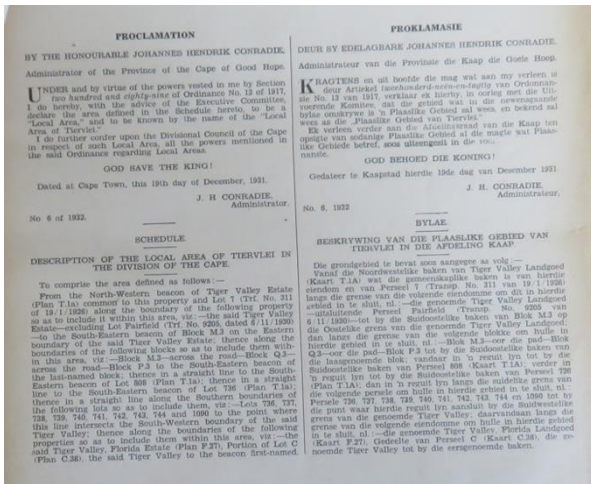 PROCLAMATION
BY THE HONOURABLE JOHANNES HENDRIK CONRADIE,
Administrator of the Province of the Cape of Good Hope.
UNDER and by virtue of the powers vested in me by Section
two hundred and eighty-nine of Ordinance No. 13 of 1917,
I do hereby, with the advice of the Executive Committee,
declare the area defined in the Schedule hereto, to be a
"Local Area," and to be known by the name of the "Local
Area of Tiervlei."
I do further confer upon the Divisional Council of the Cape
in respect of such Local Area, all the powers mentioned in
the said Ordinance regarding Local Areas.
GOD SAVE THE KING!
Dated at Cape Town, this 19th day of December, 1931.
J. H CONRADIE,
Administrator.
No 6 of 1932.
SCHEDULE.
DESCRIPTION OF THE LOCAL AREA OF TIERVLEI IN
THE DIVISION OF THE CAPE.
To comprise the area defined as follows:—
From the North-Western beacon of Tiger Valley Estate
(Plan T.1a) common to this property and Lot 7 (Trf. No. 311
of 19/1/1926) along the boundary of the following property
so as to include it within this area, viz:—the said Tiger Valley
Estate—excluding Lot Fairfield (Trf. No. 9205, dated 6/11/1930)
—to the South-Eastern beacon of Block M.3 on the Eastern
boundary of the said Tiger Valley Estate; thence along the
boundaries of the following blocks so as to include them with-
in this area, viz:—Block M.3—across the road—Block Q.3—
across the road—Block P.3 to the South-Eastern beacon of
the last-named block; thence in a straight line to the South-
Eastern beacon of Lot 808 (Plan T.1a); thence in a straight
line to the South-Eastern beacon of Lot 736 (Plan T.1a);
thence in a straight line along the Southern boundaries of
the following lots so as to include them, viz:—Lots 736, 737,
738, 739, 740, 741, 742, 743, 744 and 1090 to the point where
this line intersects the South-Western boundary of the said
Tiger Valley; thence along the boundaries of the following
properties so as to include them within this area, viz:—the
said Tiger Valley, Florida Estate (Plan F.27), Portion of Lot C
(Plan C.38), the said Tiger Valley to the beacon first-named.
PROKLAMASIE
DEUR SY EDELAGBARE JOHANNES HENDRIK CONRADIE,
Administrateur van die Provinsie die Kaap die Goeie Hoop.
KRAGTENS en uit hoofde die mag wat aan my verleen is
deur Artikel tweehonderd-neën-en-tagtig van Ordonnan-
sie No. 13 van 1917, verklaar ek hierby, in oorleg met die Uit-
voerende Komitee, dat die gebied wat in die newensgaande
bylae omskrywe is 'n Plaaslike Gebied sal wees, en bekend sal
wees as die „Plaaslike Gebied van Tiervlei."
Ek verleen verder aan die Afdelingsraad van die Kaap ten
opsigte van sodanige Plaaslike Gebied al die magte wat Plaas-
like Gebiede betref, soos uiteengesit in die
nansie.
GOD BEHOED DIE KONING!
Gedateer te Kaapstad hierdie 19de dag van Desember 1931.
J. H. CONRADIE,
Administrateur.
No. 6, 1932
BYLAE.
BESKRYWING VAN DIE PLAASLIKE GEBIED VAN
TIERVLEI IN DIE AFDELING KAAP.
Die grondgebied te bevat soos aangegee as volg:—
Vanaf die Noordwestelike baken van Tiger Valley Landgoed
(Kaart T.1A) wat die gemeenskaplike baken is van hierdie
eiendom en van Perseel 7 (Transp. No. 311 van 19/1/1926)
langs die grense van die volgende eiendom om dit in hierdie
gebied in te sluit, nl.:—die genoemde Tiger Valley Landgoed
—uitsluitende Perseel Fairfield (Transp. No. 9205 van
6/11/1930—tot by die Suidoostelike baken van Blok M.3 op
die Oostelike grens van die genoemde Tiger Valley Landgoed;
dan langs die grense van die volgende blokke om hulle in
hierdie gebied in te sluit, nl.:—Blok M.3—oor die pad—Blok
Q.3—oor die pad—Blok P.3 tot by die Suidoostelike baken van
die laasgenoemde blok; vandaar in 'n reguit lyn tot by die
Suidoostelike baken van Perseel 808 (Kaart T.1A); verder in
'n reguit lyn tot by die Suidoostelike baken van Perseel 736
(Plan T.1A); dan in 'n reguit lyn langs die suidelike grens van
die volgende persele om hulle in hierdie gebied in te sluit, nl.:
Persele 736, 737, 738, 739, 740, 741, 742, 743, 744 en 1090 tot by
die punt waar hierdie reguit lyn aansluit by die Suidwestelike
grens van die genoemde Tiger Valley, daarvandaan langs die
grense van die volgende eiendomme om hulle in hierdie gebied
in te sluit, nl.:—die genoemde Tiger Valley, Florida Landgoed
(Kaart F.27), Gedeelte van Perseel C (Kaart C.38), die ge-
noemde Tiger Valley tot by die eersgenoemde baken.